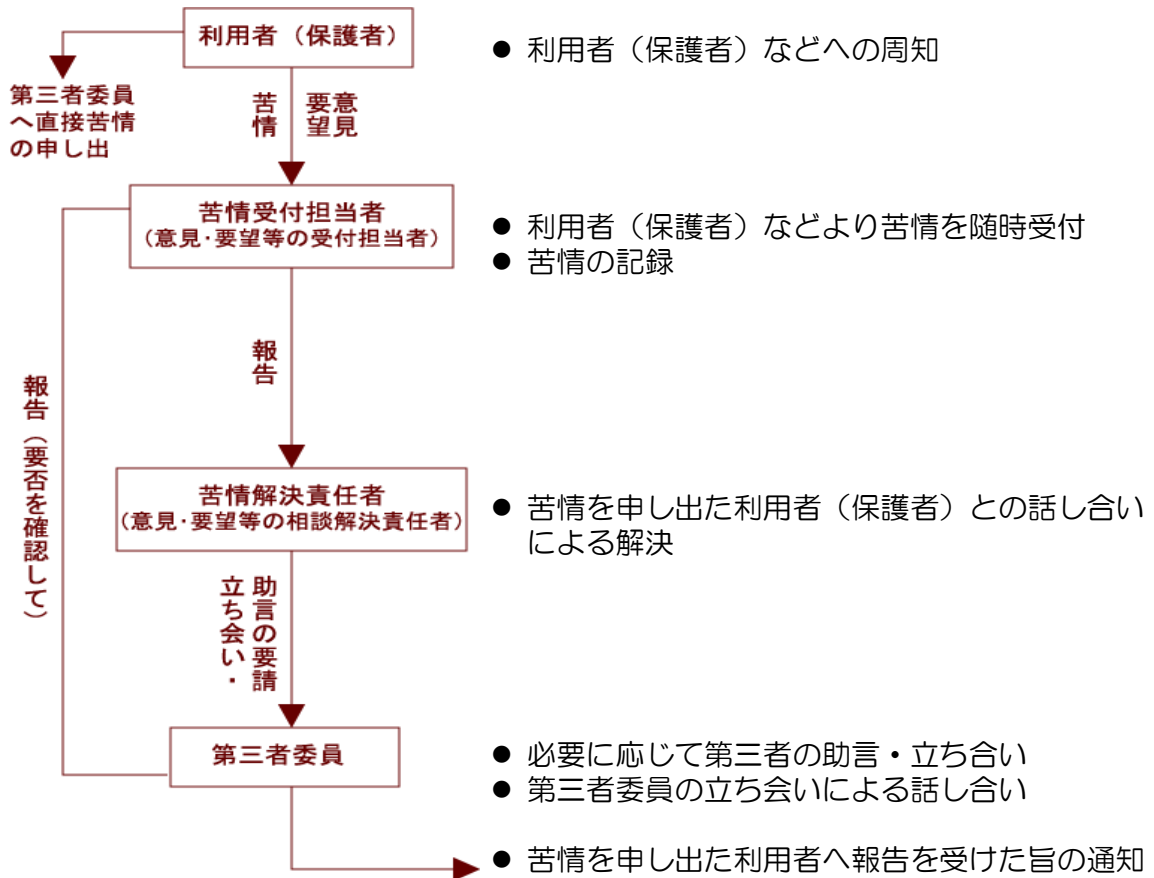 利用者（保護者）
● 利用者（保護者）などへの周知
第三者委員
へ直接苦情
の申し出
苦情
意見
要望
苦情受付担当者
（意見･要望等の受付担当者）
● 利用者（保護者）などより苦情を随時受付
● 苦情の記録
報告
報告（要否を確認して）
苦情解決責任者
（意見･要望等の相談解決責任者）
● 苦情を申し出た利用者（保護者）との話し合い
による解決
立ち会い・
助言の要請
第三者委員
● 必要に応じて第三者の助言・立ち合い
● 第三者委員の立ち会いによる話し合い
● 苦情を申し出た利用者へ報告を受けた旨の通知